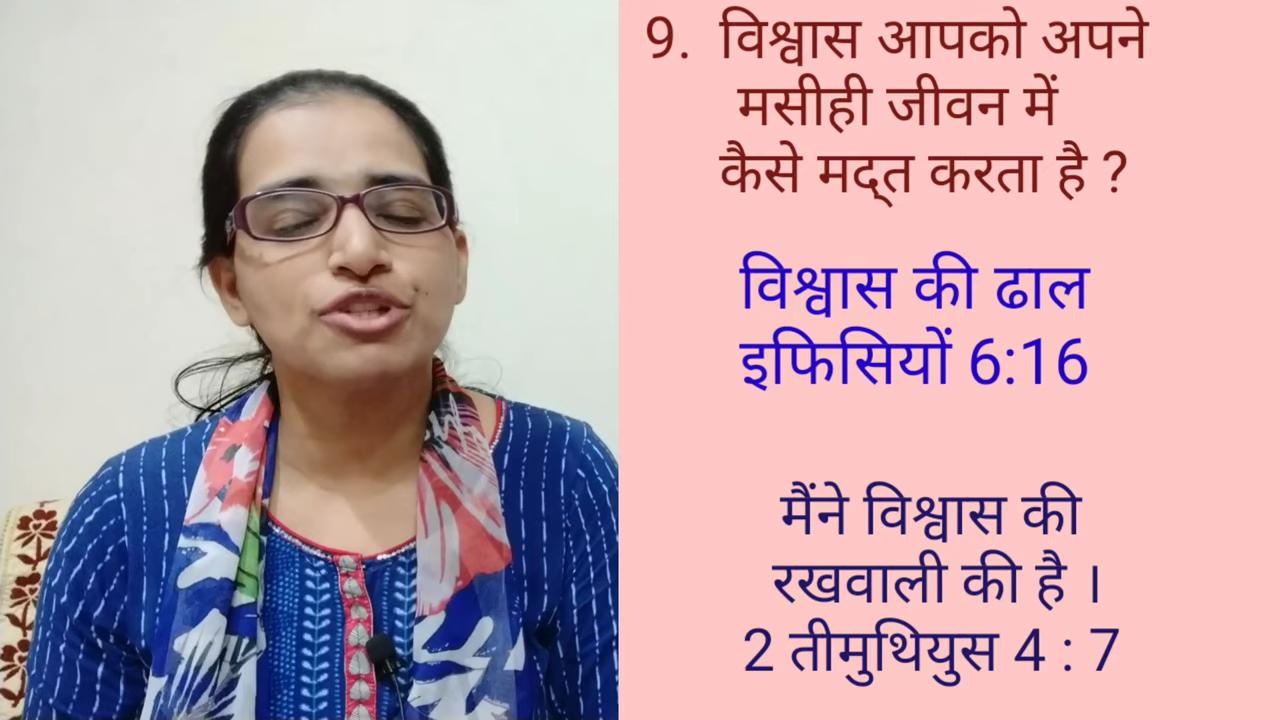 9. विश्वास आपको अपने
मसीही जीवन में
कैसे मद्त करता है ?
विश्वास की ढाल
इफिसियों 6:16
मैंने विश्वास की
रखवाली की है ।
2 तीमुथियुस 4 : 7